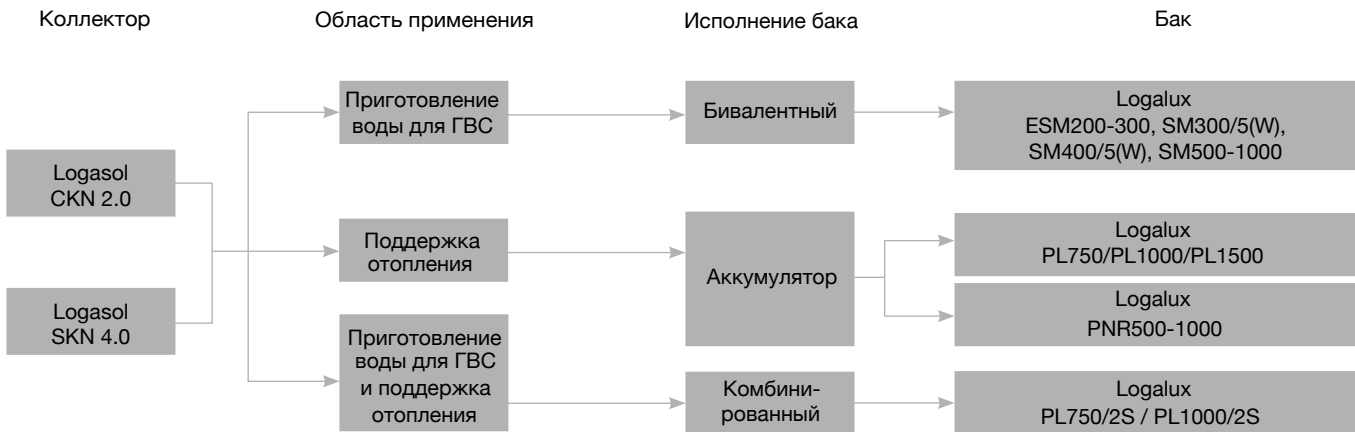 Коллектор
Область применения
Исполнение бака
Бак
Logasol
CKN 2.0
Logasol
SKN 4.0
Приготовление
воды для ГВС
Поддержка
отопления
Приготовление
воды для ГВС
и поддержка
отопления
Бивалентный
Аккумулятор
Комбини-
рованный
Logalux
ESM200-300, SM300/5(W),
SM400/5(W), SM500-1000
Logalux
PL750/PL1000/PL1500
Logalux
PNR500-1000
Logalux
PL750/2S / PL1000/2S